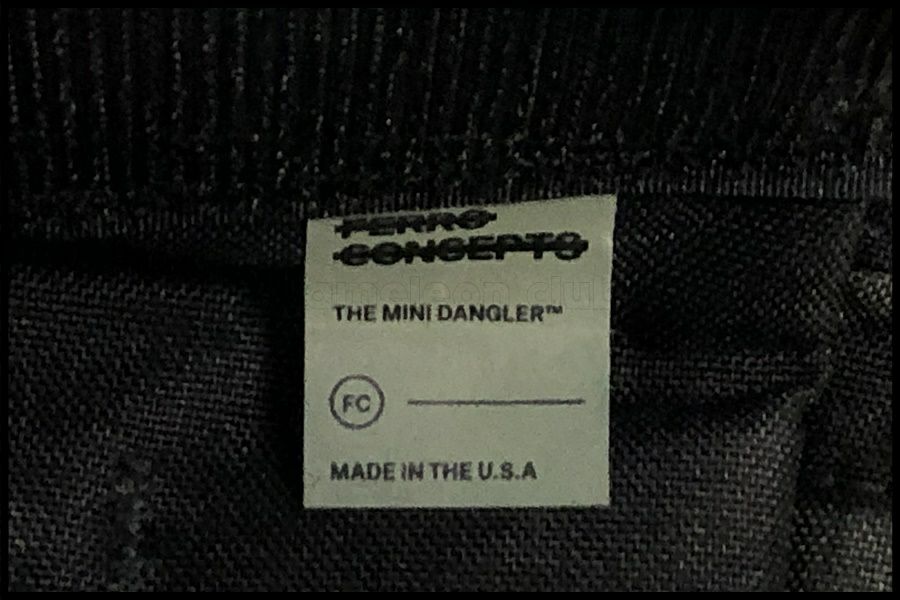 FERRO
CONCEPTS
THE MINI DANGLER™
FC
MADE IN THE U.S.A